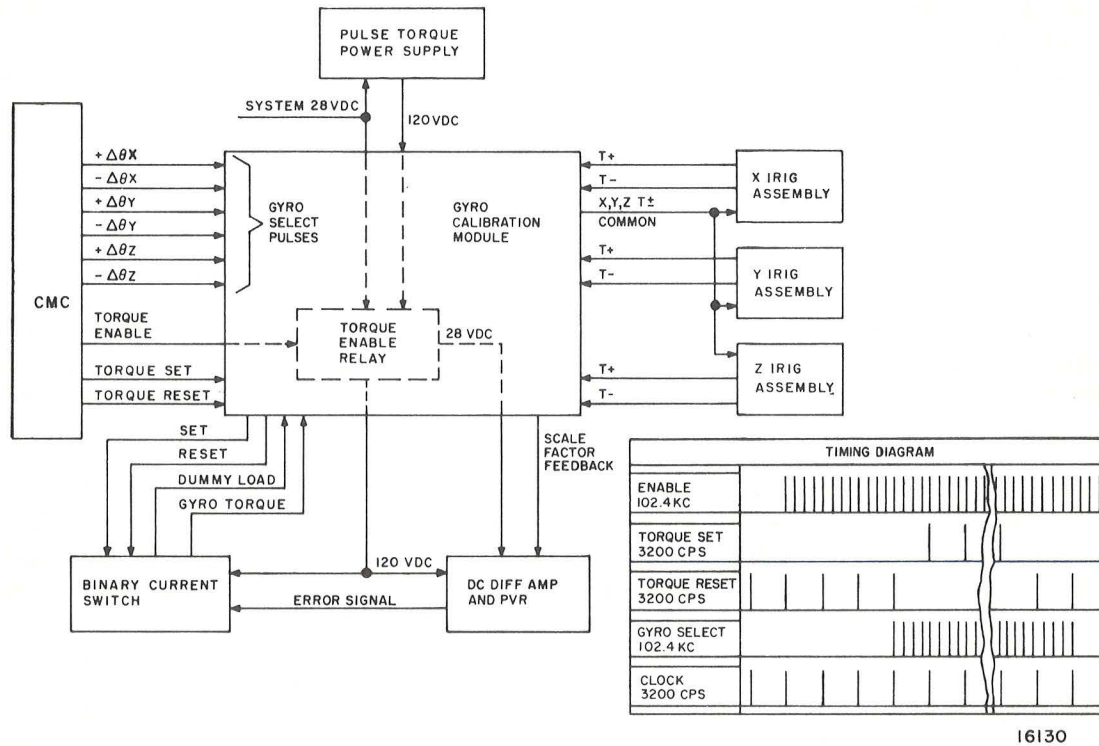 PULSE TORQUE
POWER SUPPLY
SYSTEM 28VDC
120 VDC
CMC
+ ΔθX
- ΔθX
+ ΔθY
- ΔθY
+ ΔθZ
- ΔθZ
TORQUE
ENABLE
TORQUE SET
TORQUE RESET
GYRO
SELECT
PULSES
GYRO
CALIBRATION
MODULE
TORQUE
ENABLE
RELAY
28 VDC
T+
T-
X,Y,Z T±
COMMON
T+
T-
T+
T-
X IRIG
ASSEMBLY
Y IRIG
ASSEMBLY
Z IRIG
ASSEMBLY
SET
RESET
DUMMY LOAD
GYRO TORQUE
SCALE
FACTOR
FEEDBACK
BINARY CURRENT
SWITCH
120 VDC
ERROR SIGNAL
DC DIFF AMP
AND PVR
TIMING DIAGRAM
ENABLE
102.4KC
TORQUE SET
3200 CPS
TORQUE RESET
3200 CPS
GYRO SELECT
102.4 KC
CLOCK
3200 CPS
16130